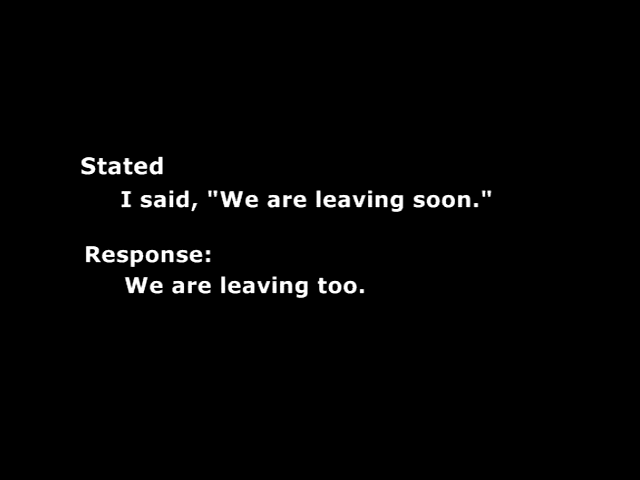 Stated
I said, "We are leaving soon."
Response:
We are leaving too.